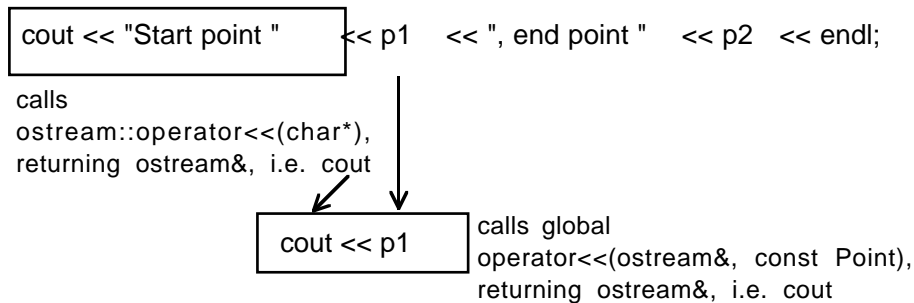 cout << "Start point " << p1 << ", end point " << p2 << endl;
calls
ostream::operator<<(char*),
returning ostream&, i.e. cout
cout << p1
calls global
operator<<(ostream&, const Point),
returning ostream&, i.e. cout